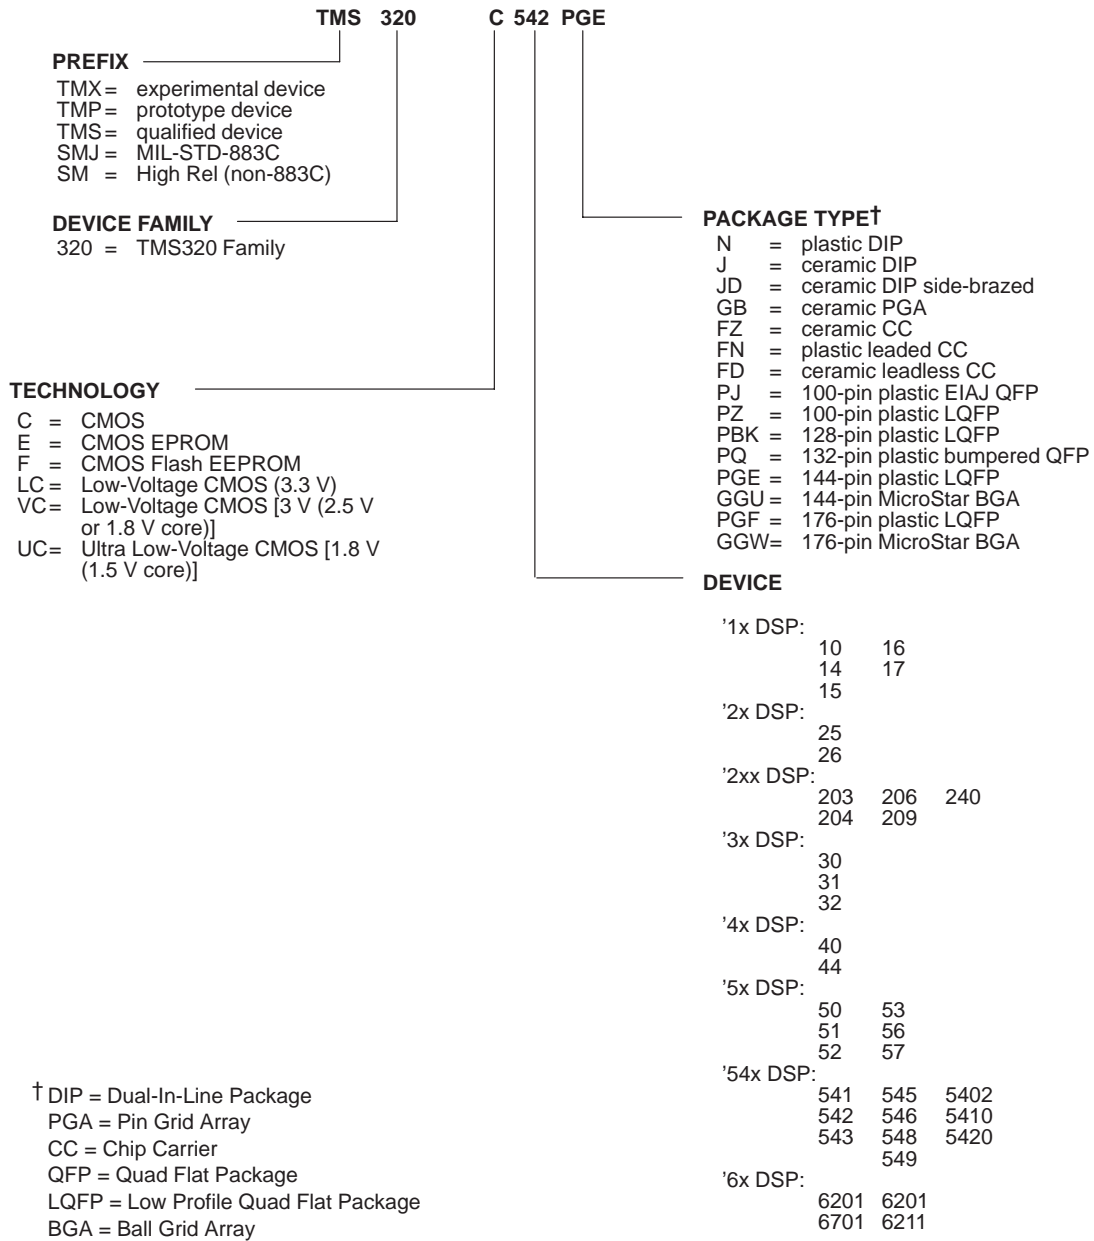 TMS 320 C 542 PGE
PREFIX
TMX = experimental device
TMP = prototype device
TMS = qualified device
SMJ = MIL-STD-883C
SM = High Rel (non-883C)
DEVICE FAMILY
320 = TMS320 Family
TECHNOLOGY
C = CMOS
E = CMOS EPROM
F = CMOS Flash EEPROM
LC = Low-Voltage CMOS (3.3 V)
VC = Low-Voltage CMOS [3 V (2.5 V
or 1.8 V core)]
UC = Ultra Low-Voltage CMOS [1.8 V
(1.5 V core)]
PACKAGE TYPE†
N = plastic DIP
J = ceramic DIP
JD = ceramic DIP side-brazed
GB = ceramic PGA
FZ = ceramic CC
FN = plastic leaded CC
FD = ceramic leadless CC
PJ = 100-pin plastic EIAJ QFP
PZ = 100-pin plastic LQFP
PBK = 128-pin plastic LQFP
PQ = 132-pin plastic bumpered QFP
PGE = 144-pin plastic LQFP
GGU = 144-pin MicroStar BGA
PGF = 176-pin plastic LQFP
GGW = 176-pin MicroStar BGA
DEVICE
’1x DSP:
10 16
14 17
15
’2x DSP:
25
26
’2xx DSP:
203 206 240
204 209
’3x DSP:
30
31
32
’4x DSP:
40
44
’5x DSP:
50 53
51 56
52 57
’54x DSP:
541 545 5402
542 546 5410
543 548 5420
549
’6x DSP:
6201 6201
6701 6211
† DIP = Dual-In-Line Package
PGA = Pin Grid Array
CC = Chip Carrier
QFP = Quad Flat Package
LQFP = Low Profile Quad Flat Package
BGA = Ball Grid Array